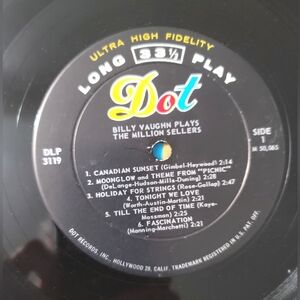 ULTRA HIGH FIDELITY
LONG 33 1/3 PLAY
Dot
BILLY VAUGHN PLAYS
THE MILLION SELLERS
DLP
3119
SIDE
1
M 50,065
1. CANADIAN SUNSET (Gimbel-Heywood) 2:14
2. MOONGLOW and THEME FROM "PICNIC"
(DeLange-Hudson-Mills-Duning) 2:28
3. HOLIDAY FOR STRINGS (Rose-Gallop) 2:47
4. TONIGHT WE LOVE
(Worth-Austin-Martin) 2:21
5. TILL THE END OF TIME (Kaye-
Mossman) 2:25
6. FASCINATION
(Manning-Marchetti) 2:21
DOT RECORDS INC. HOLLYWOOD 28, CALIF. TRADEMARK REGISTERED IN U.S. PAT. OFF.